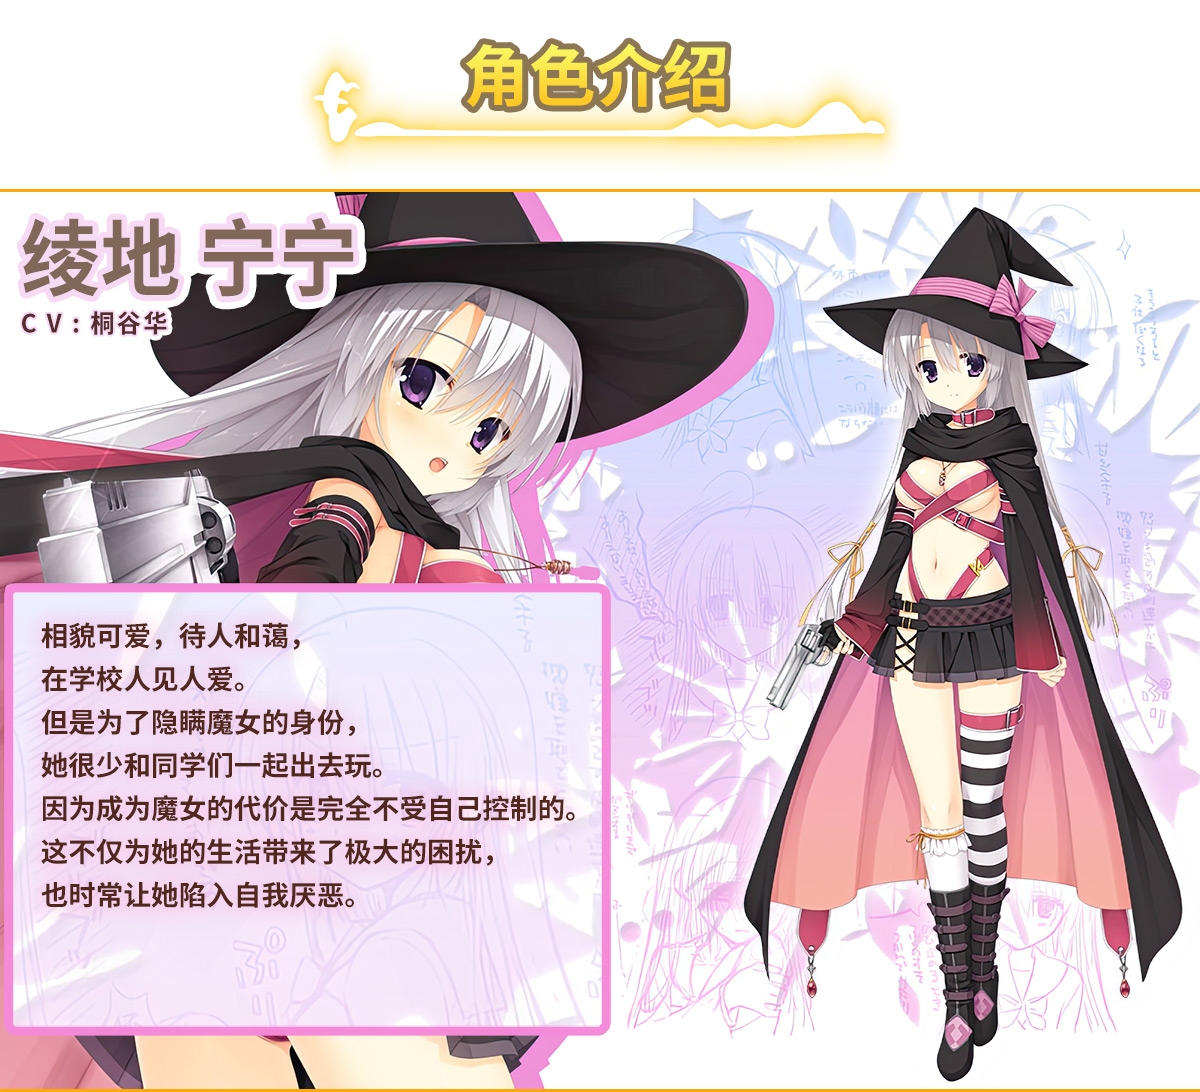 角色介绍
绫地 宁宁
CV:桐谷华
相貌可爱，待人和蔼，
在学校人见人爱。
但是为了隐瞒魔女的身份，
她很少和同学们一起出去玩。
因为成为魔女的代价是完全不受自己控制的。
这不仅为她的生活带来了极大的困扰，
也时常让她陷入自我厌恶。